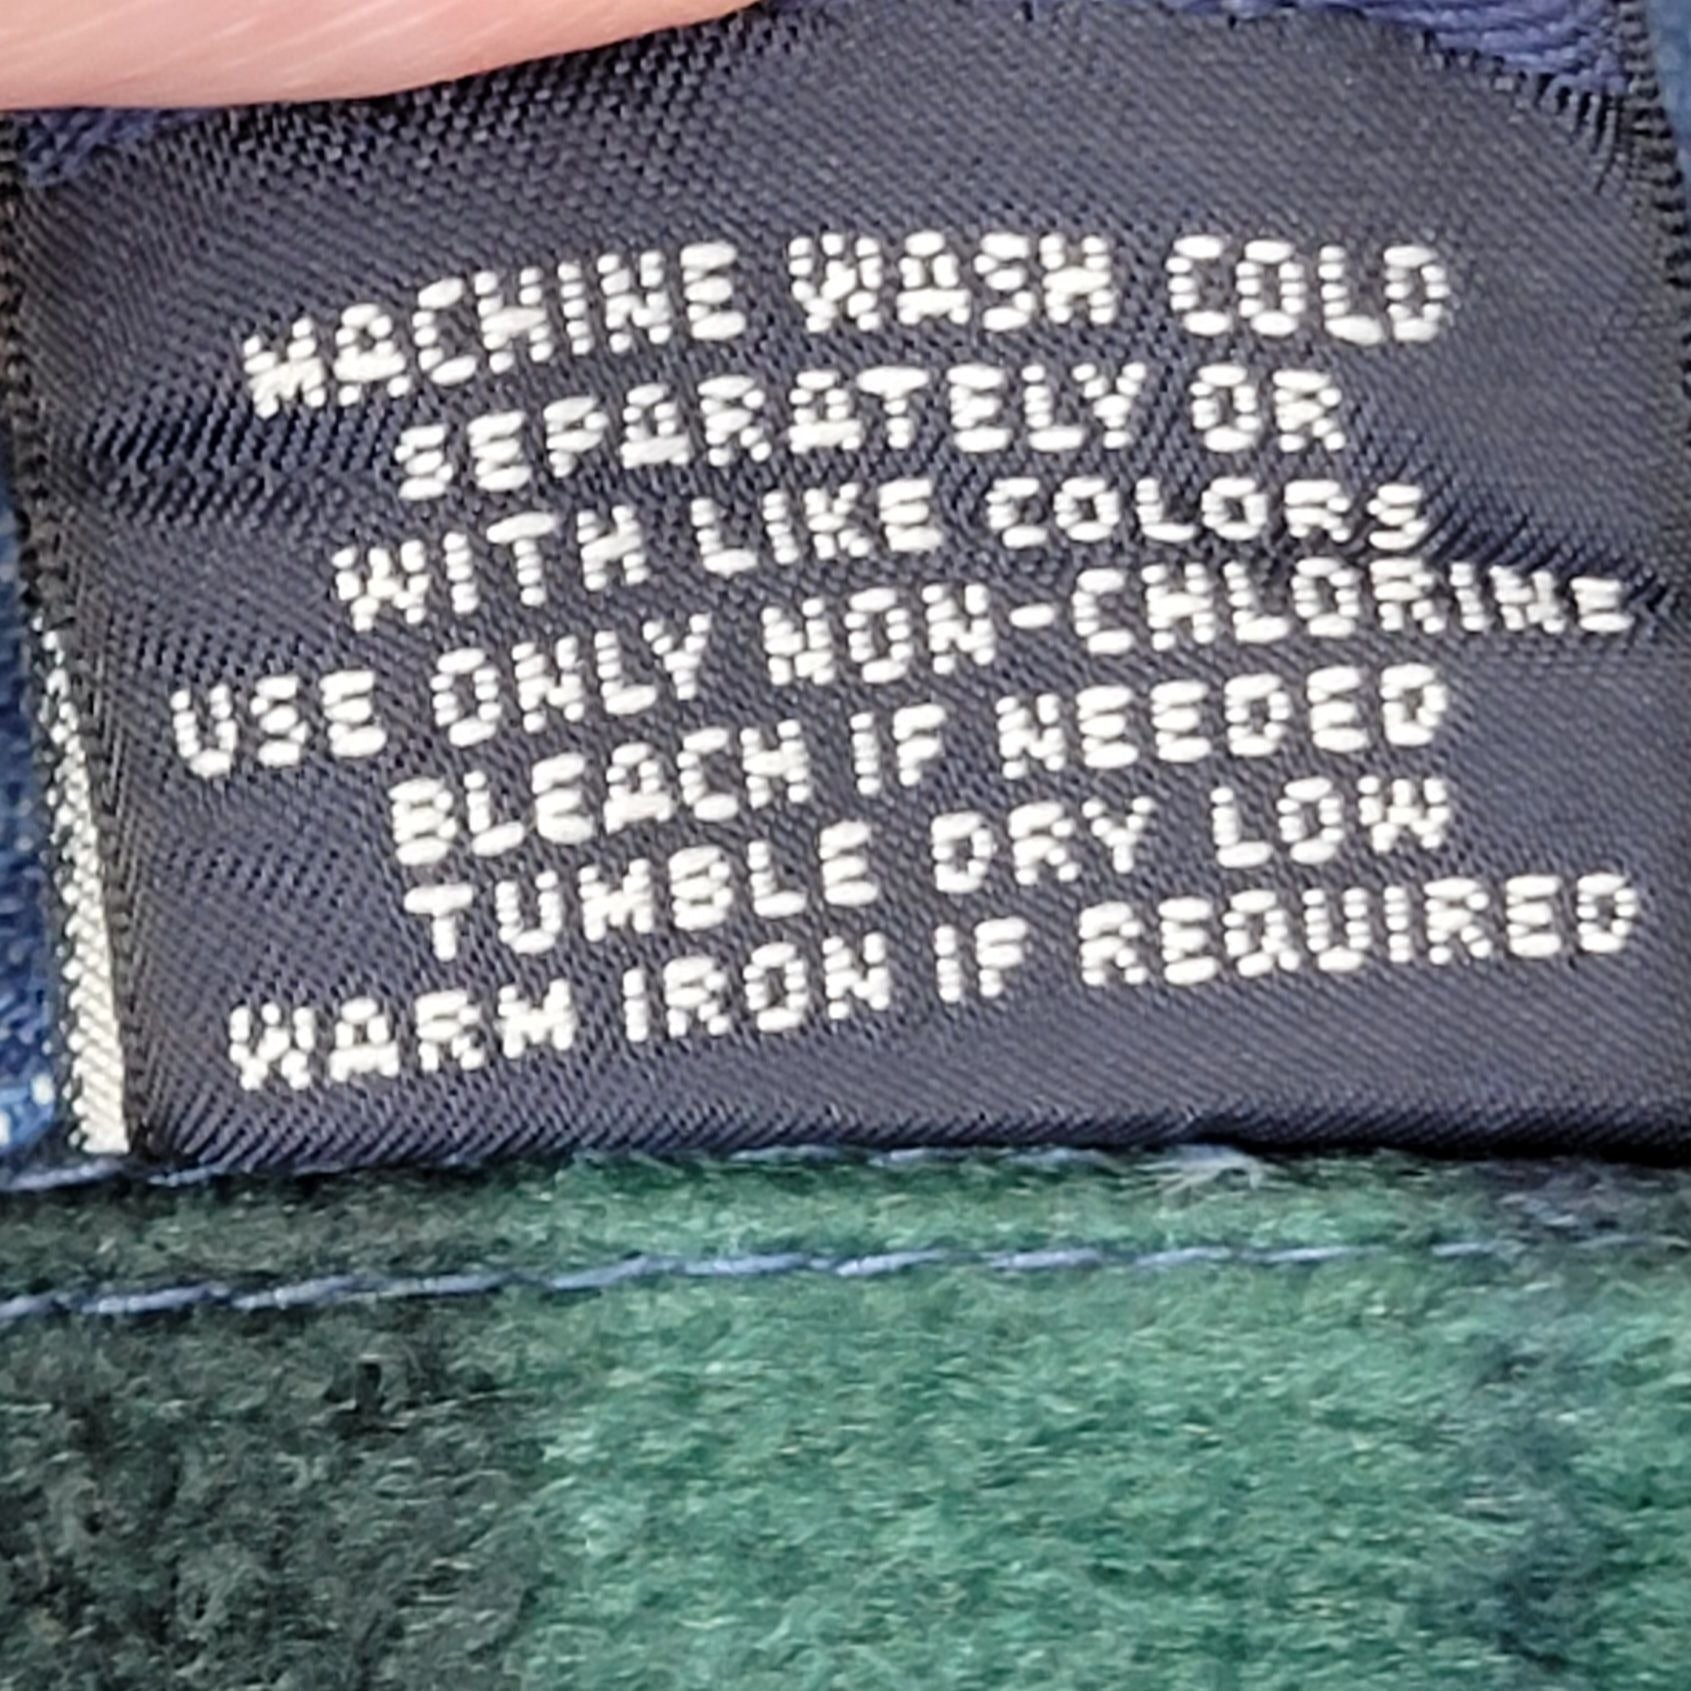 MACHINE WASH COLD
SEPARATELY OR
WITH LIKE COLORS
USE ONLY NON-CHLORINE
BLEACH IF NEEDED
TUMBLE DRY LOW
WARM IRON IF REQUIRED